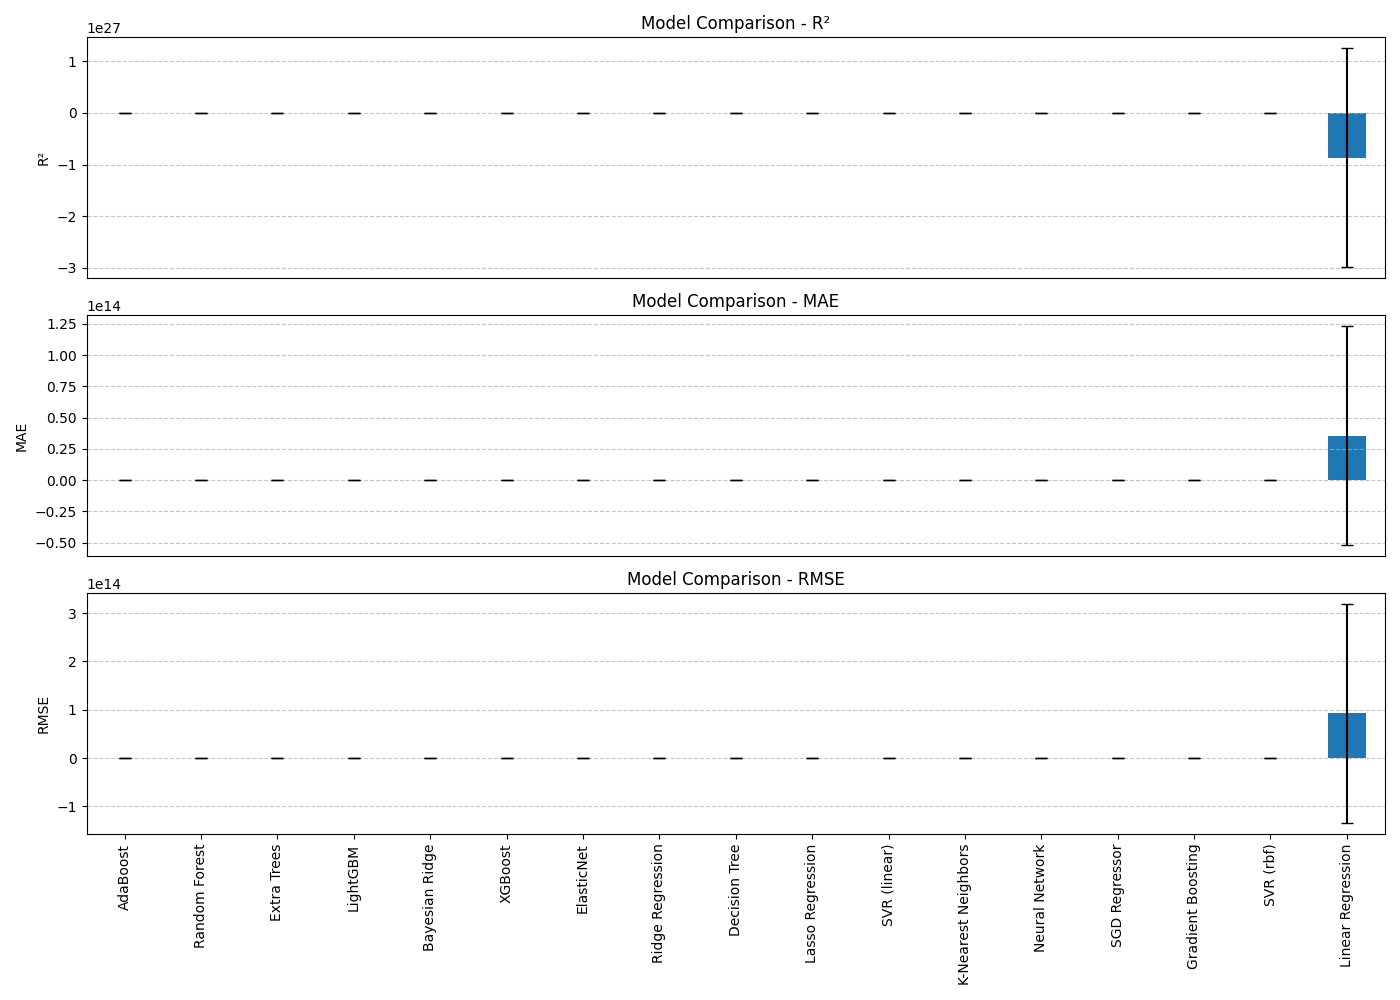 Model Comparison - R²
1e27
1
0
−1
−2
−3
R²
Model Comparison - MAE
1e14
1.25
1.00
0.75
0.50
0.25
0.00
−0.25
−0.50
MAE
Model Comparison - RMSE
1e14
3
2
1
0
−1
RMSE
AdaBoost
Random Forest
Extra Trees
LightGBM
Bayesian Ridge
XGBoost
ElasticNet
Ridge Regression
Decision Tree
Lasso Regression
SVR (linear)
K-Nearest Neighbors
Neural Network
SGD Regressor
Gradient Boosting
SVR (rbf)
Linear Regression